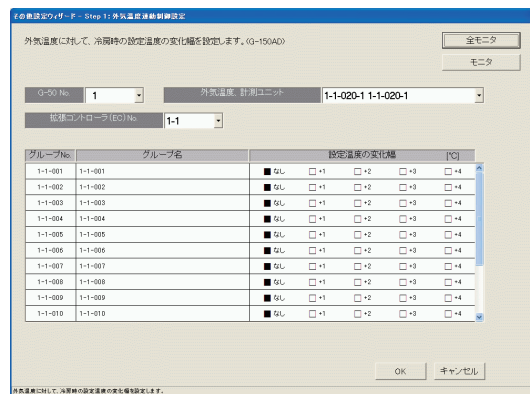 その他設定ウィザード - Step 1: 外気温度連動制御設定
外気温度に対して、冷房時の設定温度の変化幅を設定します。(G-150AD)
全モニタ
モニタ
G-50 No. 1 外気温度, 計測ユニット 1-1-020-1 1-1-020-1
拡張コントローラ(EC)No. 1-1
グループNo. グループ名 設定温度の変化幅 [℃]
1-1-001 1-1-001 なし +1 +2 +3 +4
1-1-002 1-1-002 なし +1 +2 +3 +4
1-1-003 1-1-003 なし +1 +2 +3 +4
1-1-004 1-1-004 なし +1 +2 +3 +4
1-1-005 1-1-005 なし +1 +2 +3 +4
1-1-006 1-1-006 なし +1 +2 +3 +4
1-1-007 1-1-007 なし +1 +2 +3 +4
1-1-008 1-1-008 なし +1 +2 +3 +4
1-1-009 1-1-009 なし +1 +2 +3 +4
1-1-010 1-1-010 なし +1 +2 +3 +4
OK キャンセル
外気温度に対して、冷房時の設定温度の変化幅を設定します。